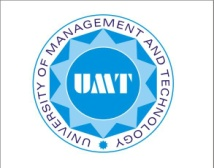 UNIVERSITY OF MANAGEMENT AND TECHNOLOGY
UMT